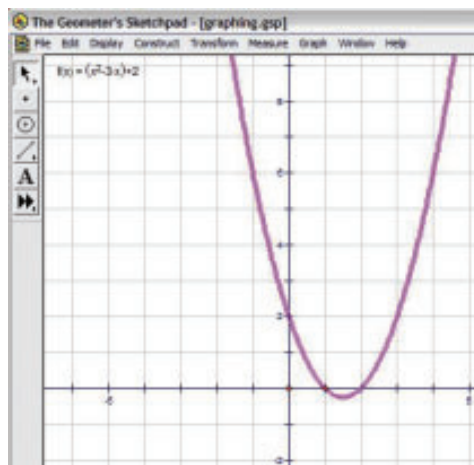 The Geometer's Sketchpad - [graphing.gsp]
File Edit Display Construct Transform Measure Graph Window Help
f(x) = (x²-3x)+2
A
8
6
4
2
-5
5
-2